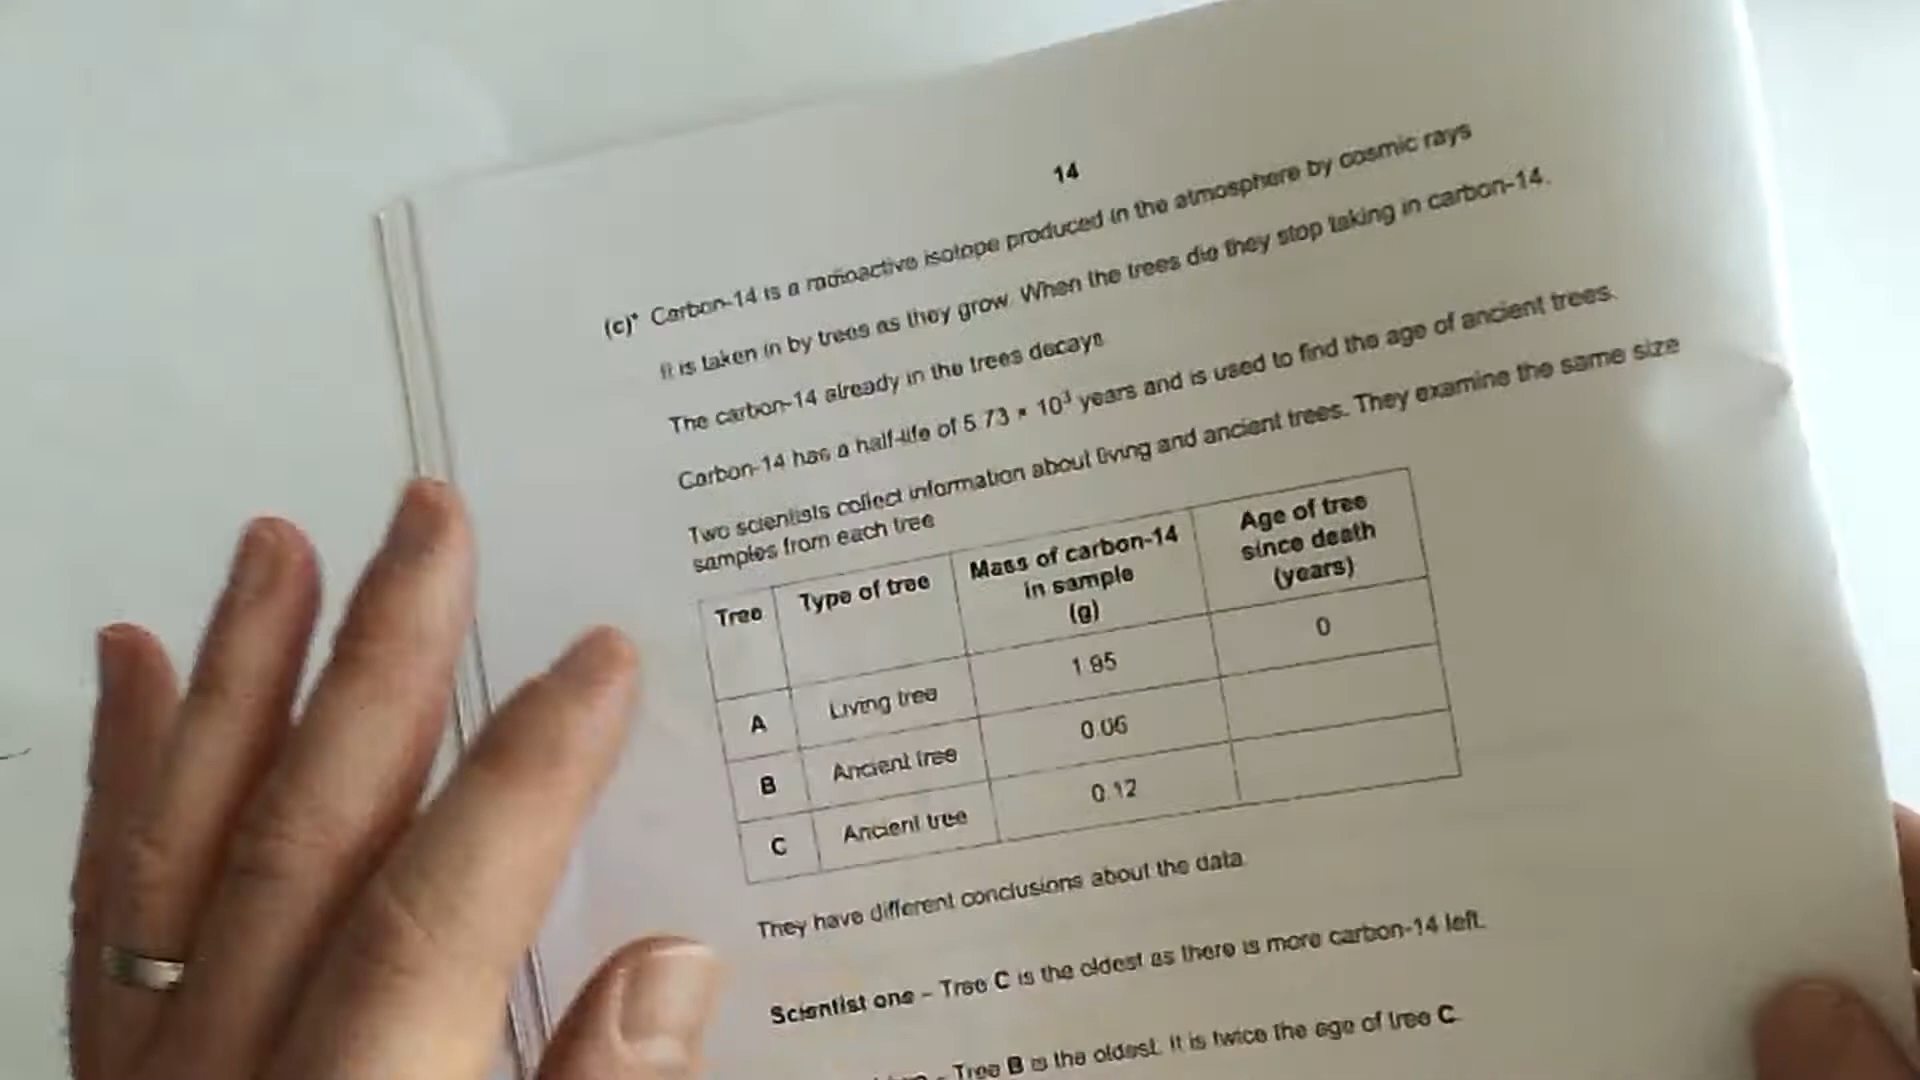 14
(c)* Carbon-14 is a radioactive isotope produced in the atmosphere by cosmic rays
It is taken in by trees as they grow. When the trees die they stop taking in carbon-14.
The carbon-14 already in the trees decays
Carbon-14 has a half-life of 5.73 × 10³ years and is used to find the age of ancient trees.
Two scientists collect information about living and ancient trees. They examine the same size
samples from each tree
Tree Type of tree Mass of carbon-14 in sample (g) Age of tree since death (years)
A Living tree 1.95 0
B Ancient tree 0.06
C Ancient tree 0.12
They have different conclusions about the data
Scientist one – Tree C is the oldest as there is more carbon-14 left.
– Tree B is the oldest. It is twice the age of tree C.